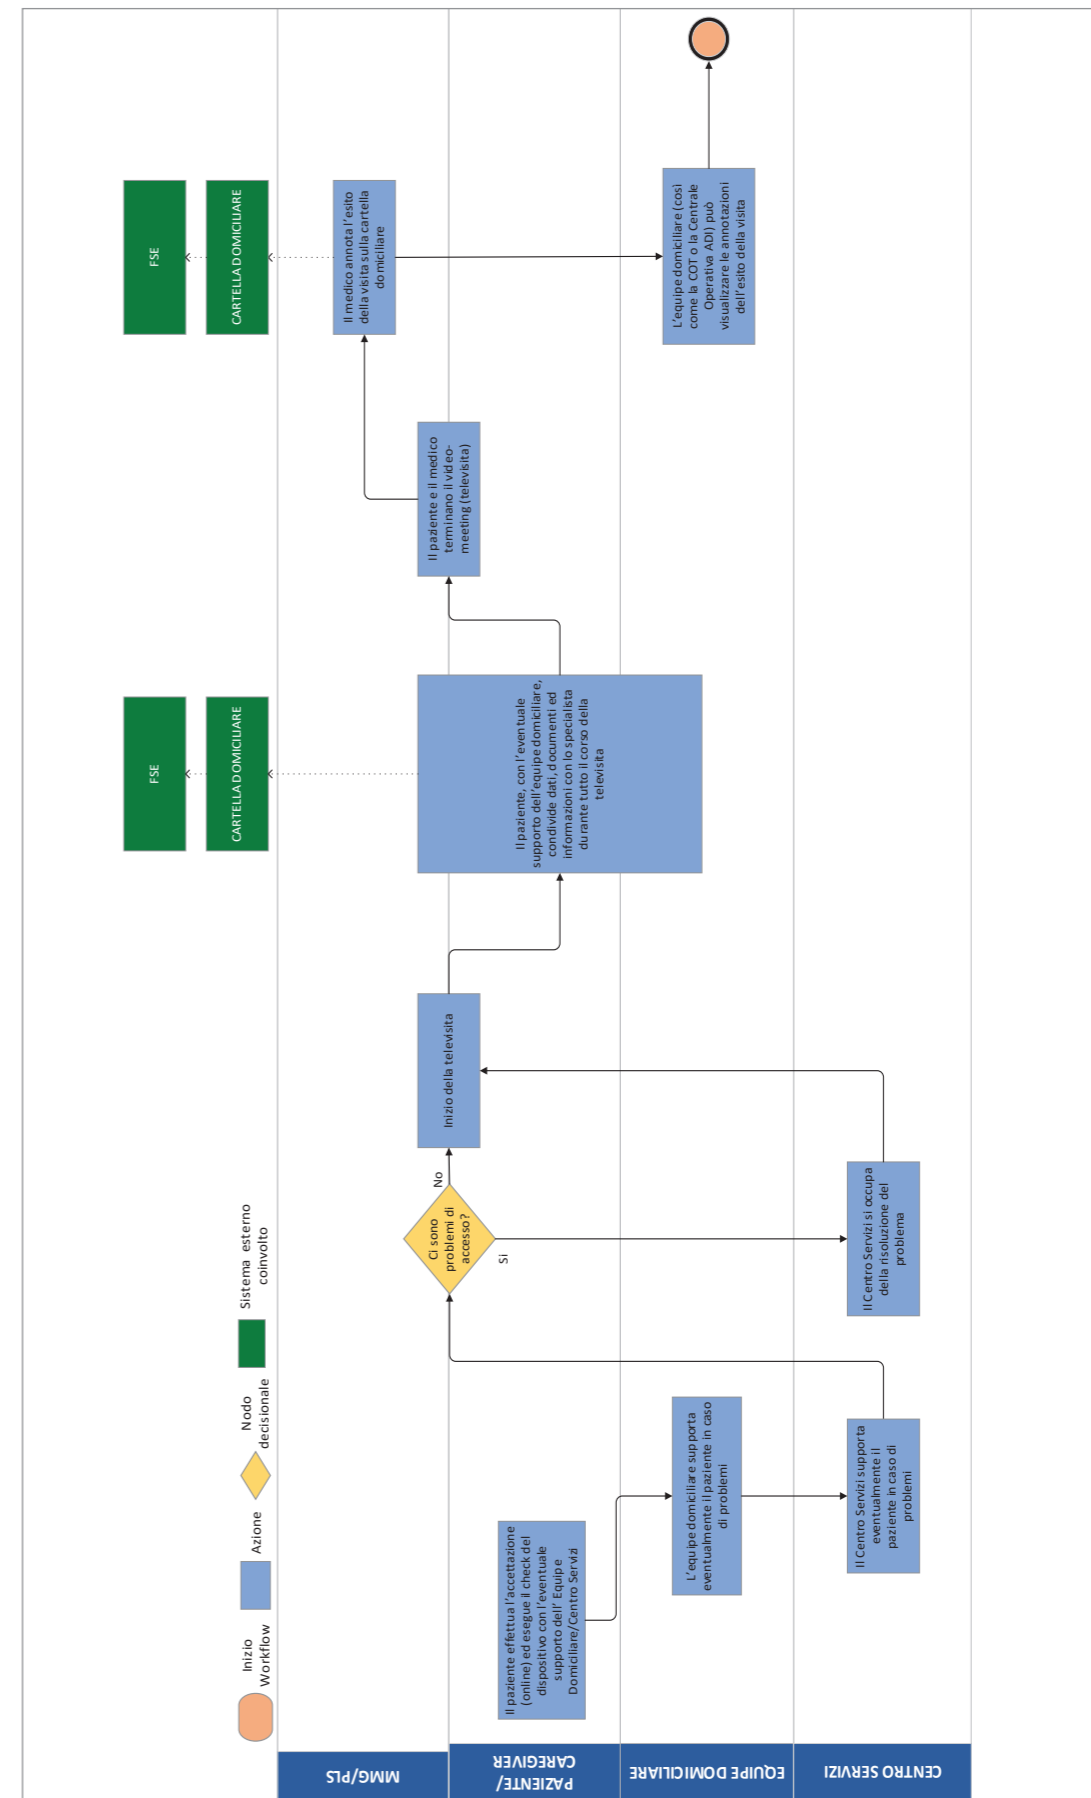 Inizio
Workflow
Azione
Nodo
decisionale
Sistema esterno
coinvolto
MMG/PLS
PAZIENTE/
CAREGIVER
EQUIPE DOMICILIARE
CENTRO SERVIZI
Il paziente effettua l'accettazione
(online) ed esegue il check del
dispositivo con l'eventuale
supporto dell' Equipe
Domiciliare/Centro Servizi
L'equipe domiciliare supporta
eventualmente il paziente in caso
di problemi
Il Centro Servizi supporta
eventualmente il
paziente in caso di
problemi
Ci sono
problemi di
accesso?
No
Si
Il Centro Servizi si occupa
della risoluzione del
problema
Inizio della televisita
Il paziente, con l'eventuale
supporto dell'equipe domiciliare,
condivide dati, documenti ed
informazioni con lo specialista
durante tutto il corso della
televisita
FSE
CARTELLA DOMICILIARE
Il paziente e il medico
terminano il video-
meeting (televisita)
Il medico annota l'esito
della visita sulla cartella
domiciliare
FSE
CARTELLA DOMICILIARE
L'equipe domiciliare (così
come la COT o la Centrale
Operativa ADI) può
visualizzare le annotazioni
dell'esito della visita